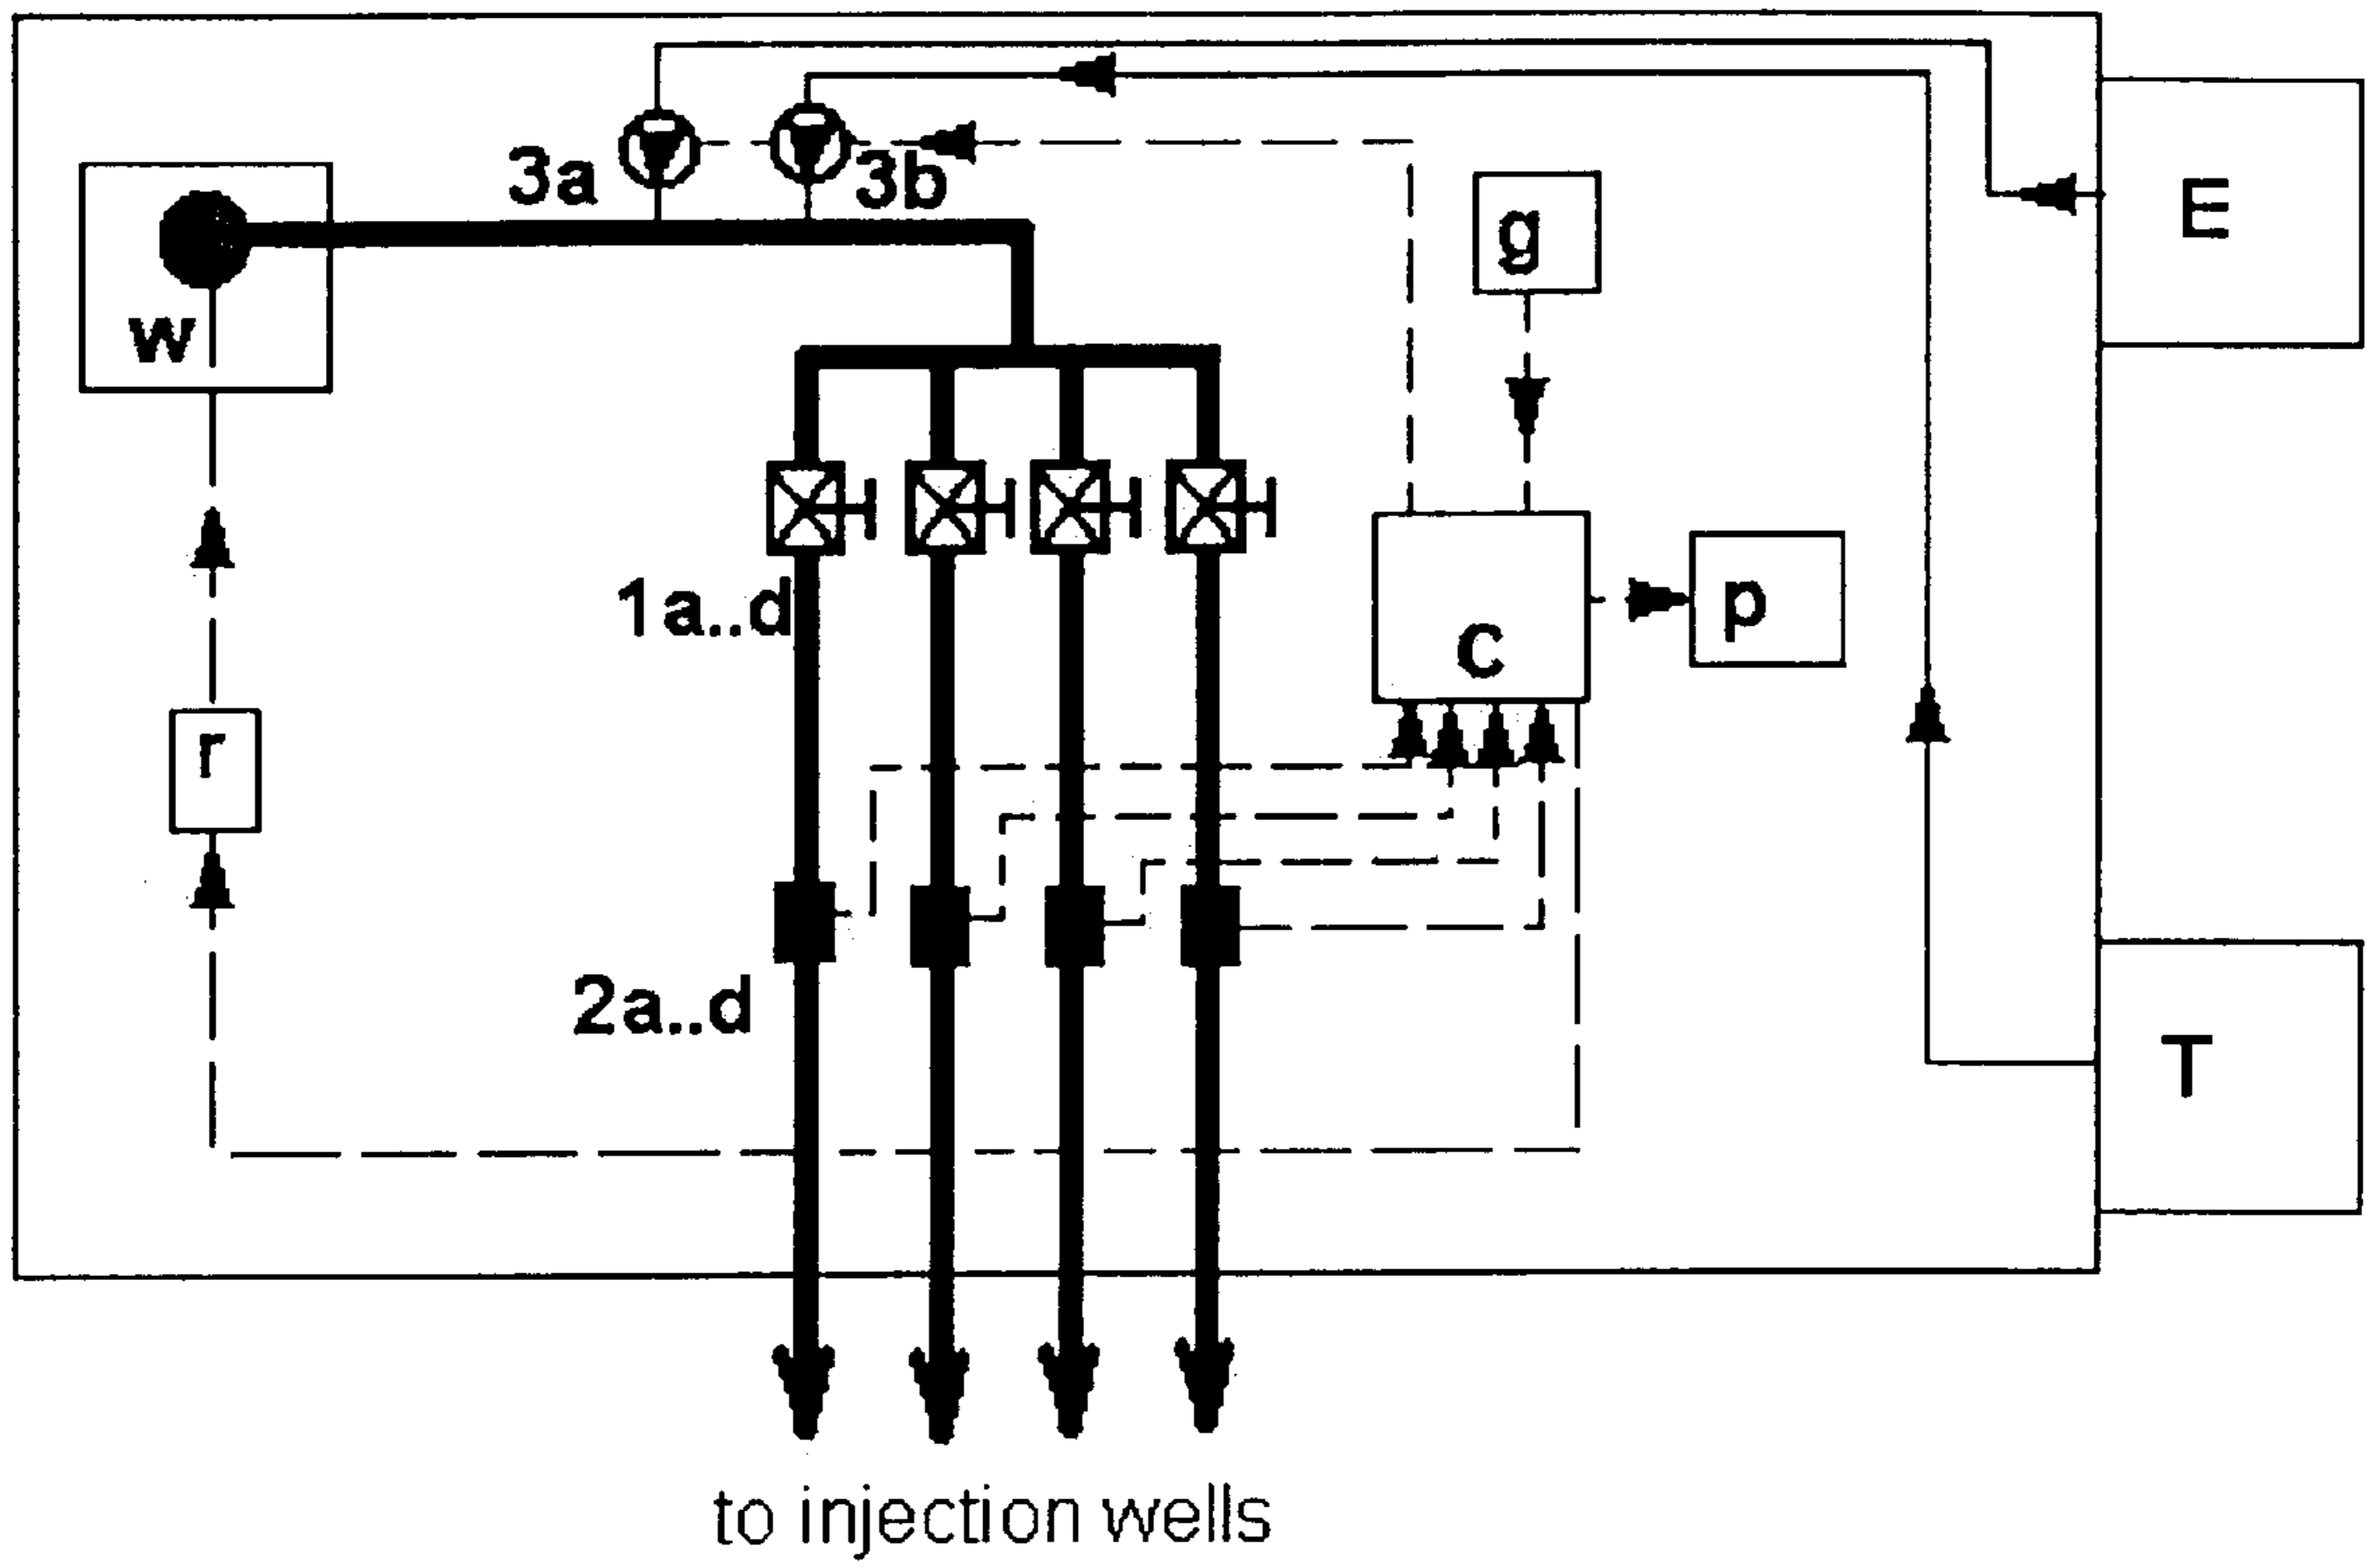 3a
3b
E
g
w
1a..d
C
p
r
2a..d
T
to injection wells